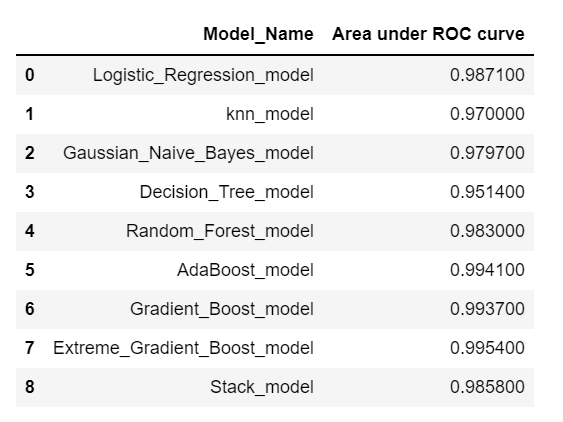 Model_Name Area under ROC curve
0 Logistic_Regression_model 0.987100
1 knn_model 0.970000
2 Gaussian_Naive_Bayes_model 0.979700
3 Decision_Tree_model 0.951400
4 Random_Forest_model 0.983000
5 AdaBoost_model 0.994100
6 Gradient_Boost_model 0.993700
7 Extreme_Gradient_Boost_model 0.995400
8 Stack_model 0.985800